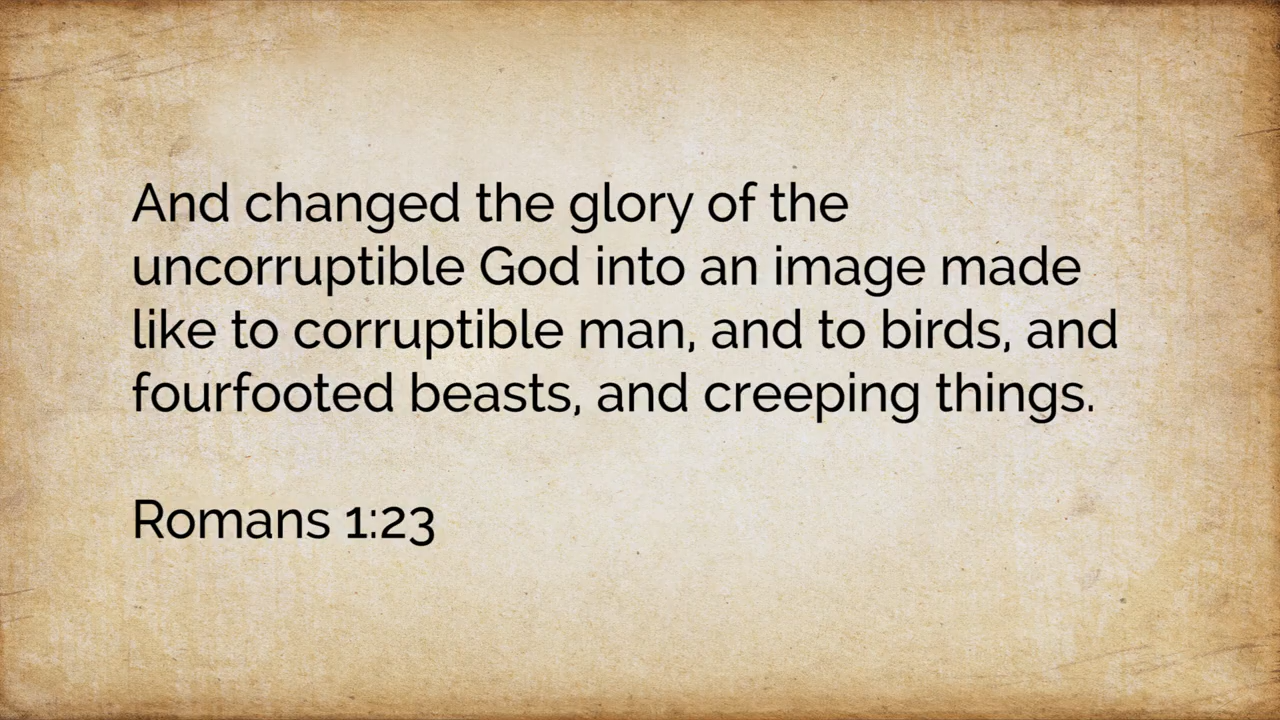 And changed the glory of the
uncorruptible God into an image made
like to corruptible man, and to birds, and
fourfooted beasts, and creeping things.
Romans 1:23